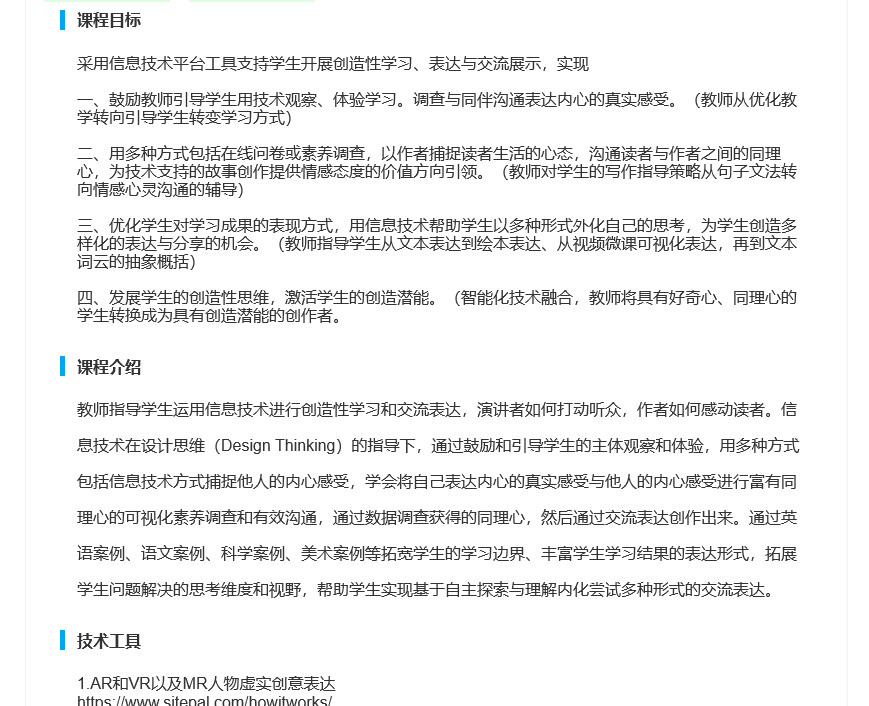 课程目标
采用信息技术平台工具支持学生开展创造性学习、表达与交流展示，实现
一、鼓励教师引导学生用技术观察、体验学习。调查与同伴沟通表达内心的真实感受。（教师从优化教
学转向引导学生转变学习方式）
二、用多种方式包括在线问卷或素养调查，以作者捕捉读者生活的心态，沟通读者与作者之间的同理
心，为技术支持的故事创作提供情感态度的价值方向引领。（教师对学生的写作指导策略从句子文法转
向情感心灵沟通的辅导）
三、优化学生对学习成果的表现方式，用信息技术帮助学生以多种形式外化自己的思考，为学生创造多
样化的表达与分享的机会。（教师指导学生从文本表达到绘本表达、从视频微课可视化表达，再到文本
词云的抽象概括）
四、发展学生的创造性思维，激活学生的创造潜能。（智能化技术融合，教师将具有好奇心、同理心的
学生转换成为具有创造潜能的创作者。
课程介绍
教师指导学生运用信息技术进行创造性学习和交流表达，演讲者如何打动听众，作者如何感动读者。信
息技术在设计思维（Design Thinking）的指导下，通过鼓励和引导学生的主体观察和体验，用多种方式
包括信息技术方式捕捉他人的内心感受，学会将自己表达内心的真实感受与他人的内心感受进行富有同
理心的可视化素养调查和有效沟通，通过数据调查获得的同理心，然后通过交流表达创作出来。通过英
语案例、语文案例、科学案例、美术案例等拓宽学生的学习边界、丰富学生学习结果的表达形式，拓展
学生问题解决的思考维度和视野，帮助学生实现基于自主探索与理解内化尝试多种形式的交流表达。
技术工具
1.AR和VR以及MR人物虚实创意表达
https://www.sitepal.com/howitworks/